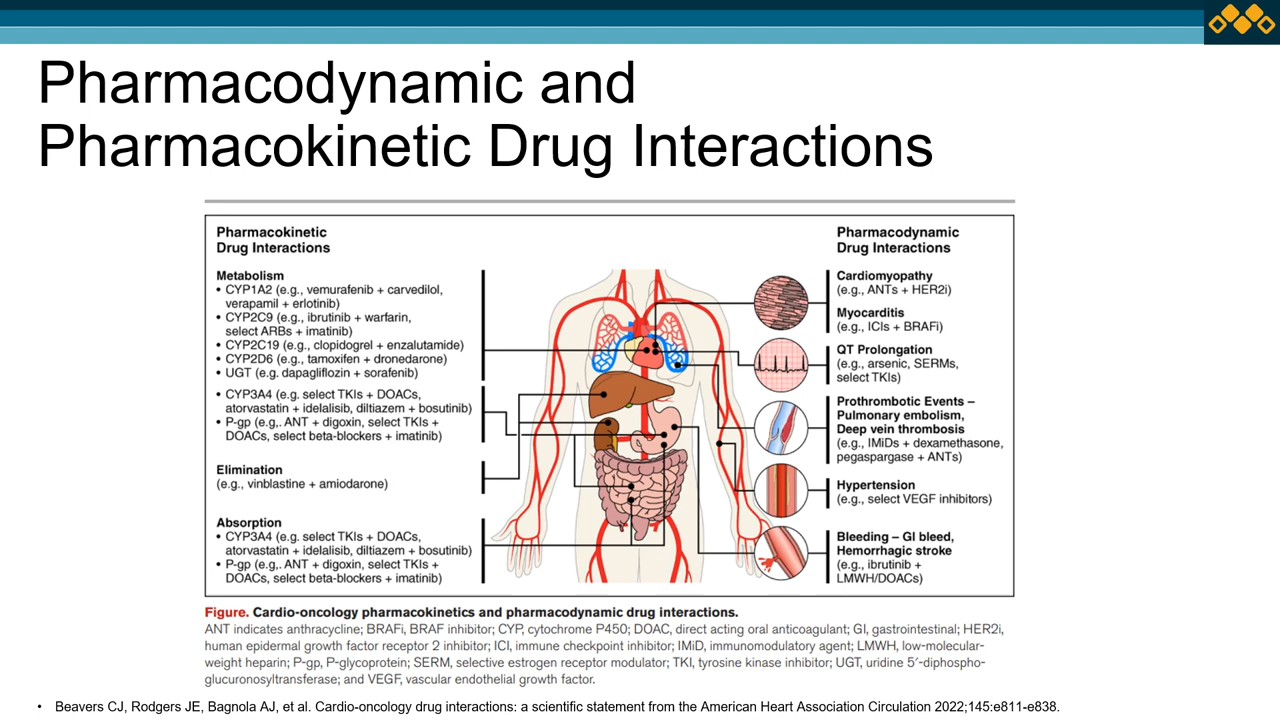 Pharmacodynamic and
Pharmacokinetic Drug Interactions
Pharmacokinetic
Drug Interactions
Metabolism
• CYP1A2 (e.g., vemurafenib + carvedilol,
verapamil + erlotinib)
• CYP2C9 (e.g., ibrutinib + warfarin,
select ARBs + imatinib)
• CYP2C19 (e.g., clopidogrel + enzalutamide)
• CYP2D6 (e.g., tamoxifen + dronedarone)
• UGT (e.g. dapagliflozin + sorafenib)
• CYP3A4 (e.g. select TKIs + DOACs,
atorvastatin + idelalisib, diltiazem + bosutinib)
• P-gp (e.g,. ANT + digoxin, select TKIs +
DOACs, select beta-blockers + imatinib)
Elimination
(e.g., vinblastine + amiodarone)
Absorption
• CYP3A4 (e.g. select TKIs + DOACs,
atorvastatin + idelalisib, diltiazem + bosutinib)
• P-gp (e.g,. ANT + digoxin, select TKIs +
DOACs, select beta-blockers + imatinib)
Pharmacodynamic
Drug Interactions
Cardiomyopathy
(e.g., ANTs + HER2i)
Myocarditis
(e.g., ICIs + BRAFi)
QT Prolongation
(e.g., arsenic, SERMs,
select TKIs)
Prothrombotic Events –
Pulmonary embolism,
Deep vein thrombosis
(e.g., IMiDs + dexamethasone,
pegaspargase + ANTs)
Hypertension
(e.g., select VEGF inhibitors)
Bleeding – GI bleed,
Hemorrhagic stroke
(e.g., ibrutinib +
LMWH/DOACs)
Figure. Cardio-oncology pharmacokinetics and pharmacodynamic drug interactions.
ANT indicates anthracycline; BRAFi, BRAF inhibitor; CYP, cytochrome P450; DOAC, direct acting oral anticoagulant; GI, gastrointestinal; HER2i,
human epidermal growth factor receptor 2 inhibitor; ICI, immune checkpoint inhibitor; IMiD, immunomodulatory agent; LMWH, low-molecular-
weight heparin; P-gp, P-glycoprotein; SERM, selective estrogen receptor modulator; TKI, tyrosine kinase inhibitor; UGT, uridine 5′-diphospho-
glucuronosyltransferase; and VEGF, vascular endothelial growth factor.
• Beavers CJ, Rodgers JE, Bagnola AJ, et al. Cardio-oncology drug interactions: a scientific statement from the American Heart Association Circulation 2022;145:e811-e838.